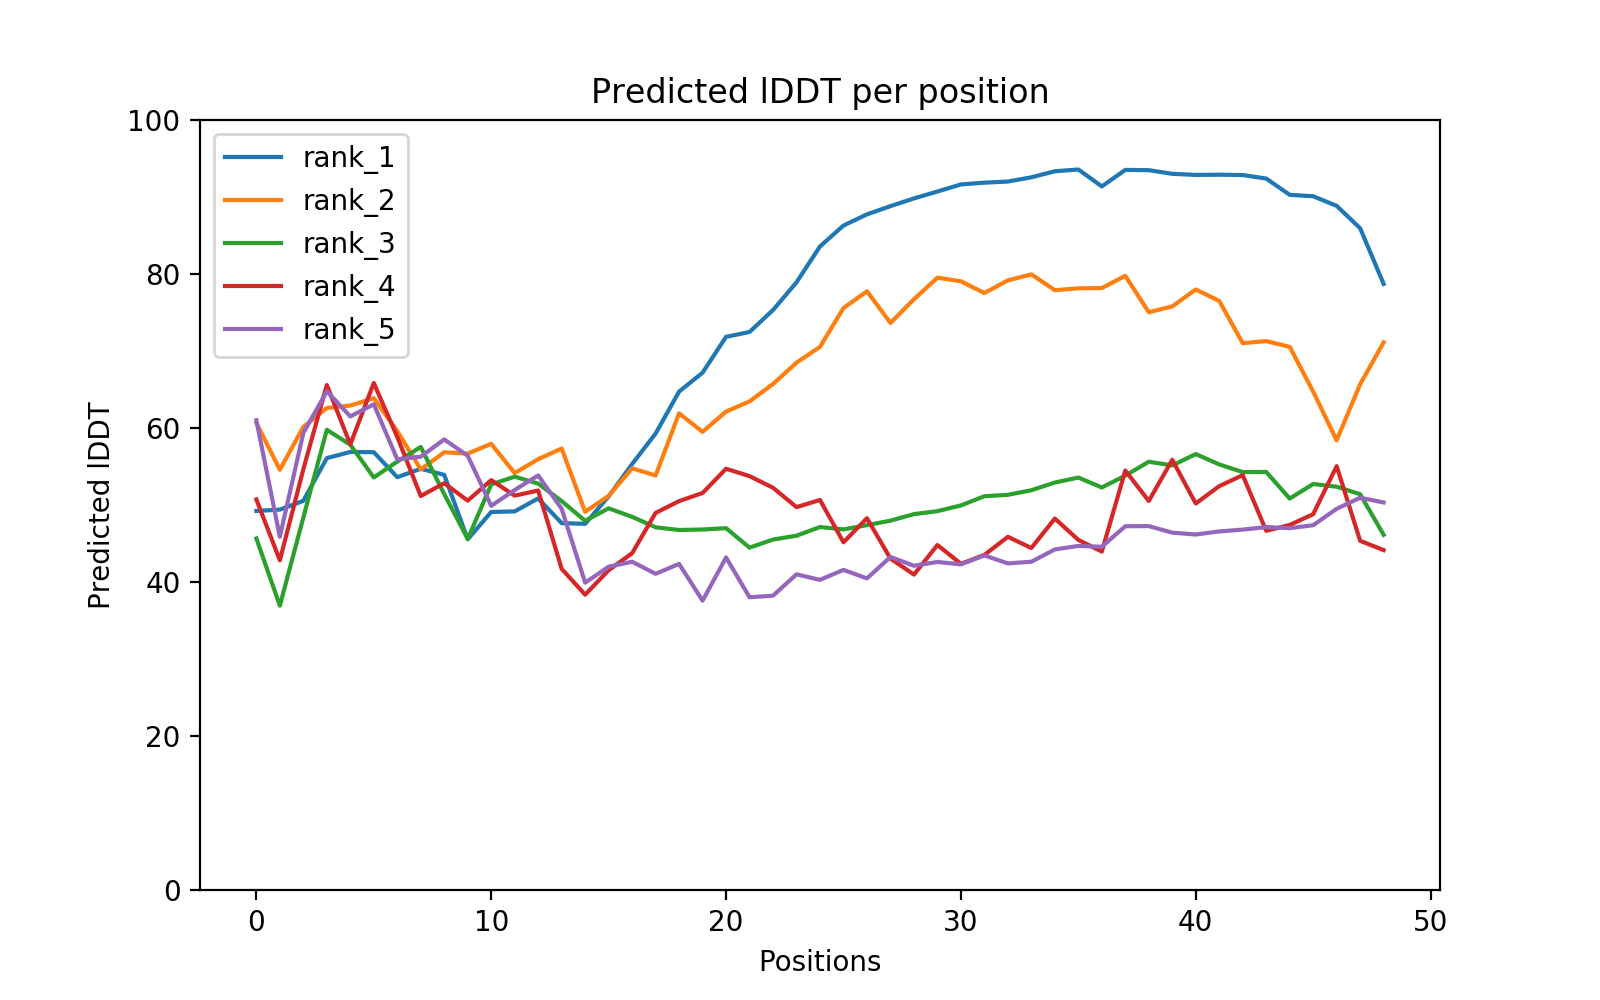 Predicted lDDT per position
100
80
60
40
20
0
Predicted lDDT
rank_1
rank_2
rank_3
rank_4
rank_5
0 10 20 30 40 50
Positions